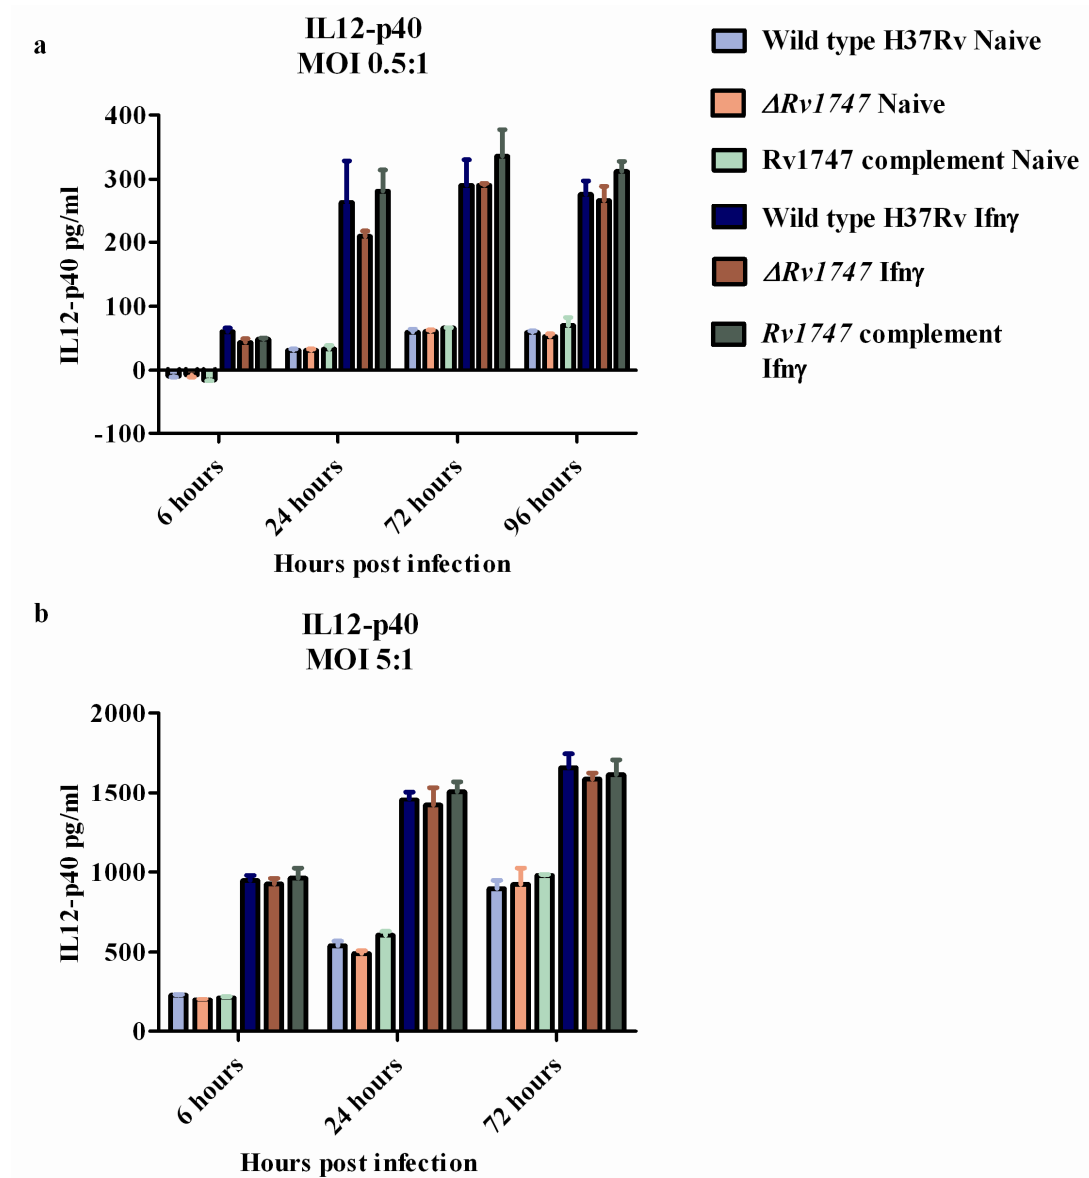 a
IL12-p40
MOI 0.5:1
IL12-p40 pg/ml
400
300
200
100
0
-100
6 hours
24 hours
72 hours
96 hours
Hours post infection
Wild type H37Rv Naive
ΔRv1747 Naive
Rv1747 complement Naive
Wild type H37Rv Ifnγ
ΔRv1747 Ifnγ
Rv1747 complement
Ifnγ
b
IL12-p40
MOI 5:1
IL12-p40 pg/ml
2000
1500
1000
500
0
6 hours
24 hours
72 hours
Hours post infection